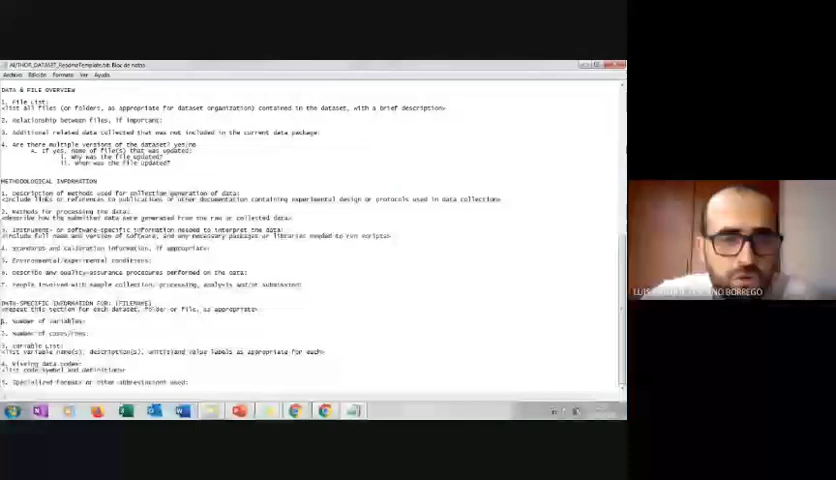 AUTHOR_DATASET_ReadmeTemplate.txt: Bloc de notas
Archivo Edición Formato Ver Ayuda
DATA & FILE OVERVIEW
1. File List:
<list all files (or folders, as appropriate for dataset organization) contained in the dataset, with a brief description>
2. Relationship between files, if important:
3. Additional related data collected that was not included in the current data package:
4. Are there multiple versions of the dataset? yes/no
A. If yes, name of file(s) that was updated:
i. Why was the file updated?
ii. When was the file updated?
METHODOLOGICAL INFORMATION
1. Description of methods used for collection/generation of data:
<include links or references to publications or other documentation containing experimental design or protocols used in data collection>
2. Methods for processing the data:
<describe how the submitted data were generated from the raw or collected data>
3. Instrument- or software-specific information needed to interpret the data:
<include full name and version of software, and any necessary packages or libraries needed to run scripts>
4. Standards and calibration information, if appropriate:
5. Environmental/experimental conditions:
6. Describe any quality-assurance procedures performed on the data:
7. People involved with sample collection, processing, analysis and/or submission:
DATA-SPECIFIC INFORMATION FOR: [FILENAME]
<repeat this section for each dataset, folder or file, as appropriate>
1. Number of variables:
2. Number of cases/rows:
3. Variable List:
<list variable name(s), description(s), unit(s)and value labels as appropriate for each>
4. Missing data codes:
<list code/symbol and definition>
5. Specialized formats or other abbreviations used:
LUIS BORREGO